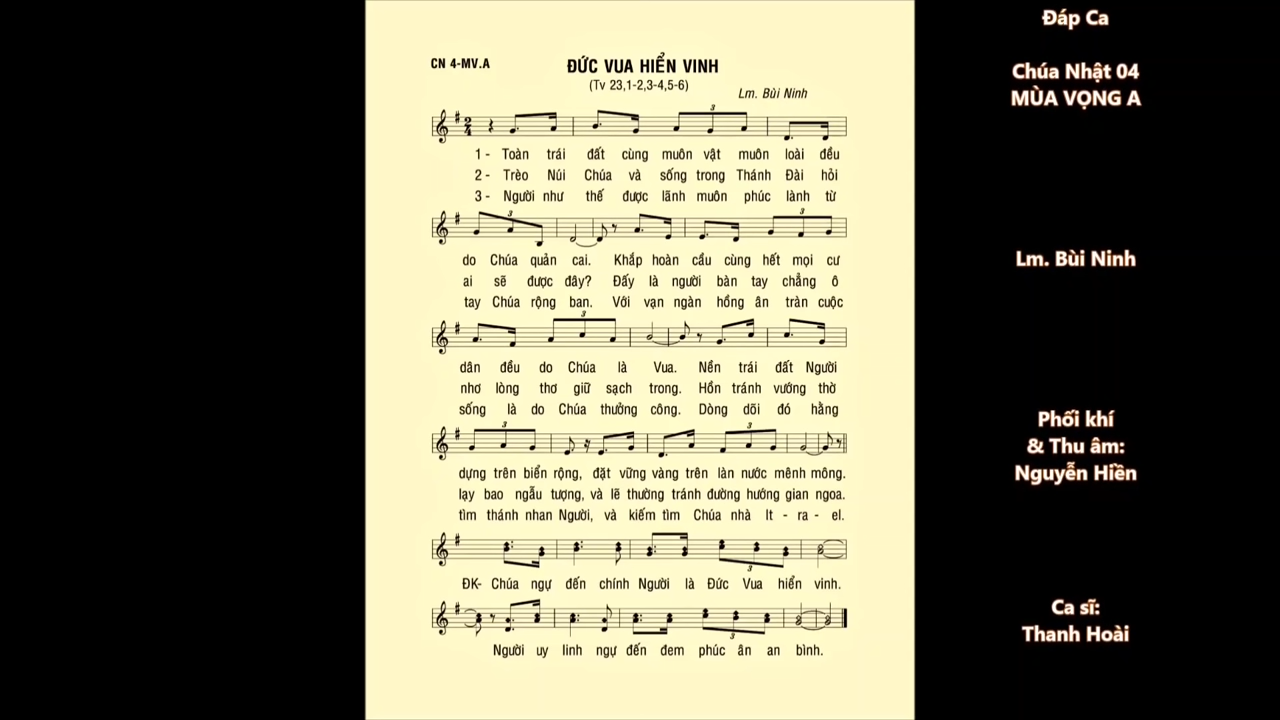 CN 4-MV.A
ĐỨC VUA HIỂN VINH
(Tv 23,1-2,3-4,5-6)
Lm. Bùi Ninh
1 - Toàn trái đất cùng muôn vật muôn loài đều
2 - Trèo Núi Chúa và sống trong Thánh Đài hỏi
3 - Người như thế được lãnh muôn phúc lành từ
do Chúa quản cai. Khắp hoàn cầu cùng hết mọi cư
ai sẽ được đây? Đấy là người bàn tay chẳng ô
tay Chúa rộng ban. Với vạn ngàn hồng ân tràn cuộc
dân đều do Chúa là Vua. Nền trái đất Người
nhơ lòng thơ giữ sạch trong. Hồn tránh vướng thờ
sống là do Chúa thưởng công. Dòng dõi đó hằng
dựng trên biển rộng, đặt vững vàng trên làn nước mênh mông.
lạy bao ngẫu tượng, và lẽ thường tránh đường hướng gian ngoa.
tìm thánh nhan Người, và kiếm tìm Chúa nhà It - ra - el.
ĐK- Chúa ngự đến chính Người là Đức Vua hiển vinh.
Người uy linh ngự đến đem phúc ân an bình.
Đáp Ca
Chúa Nhật 04
MÙA VỌNG A
Lm. Bùi Ninh
Phối khí
& Thu âm:
Nguyễn Hiền
Ca sĩ:
Thanh Hoài